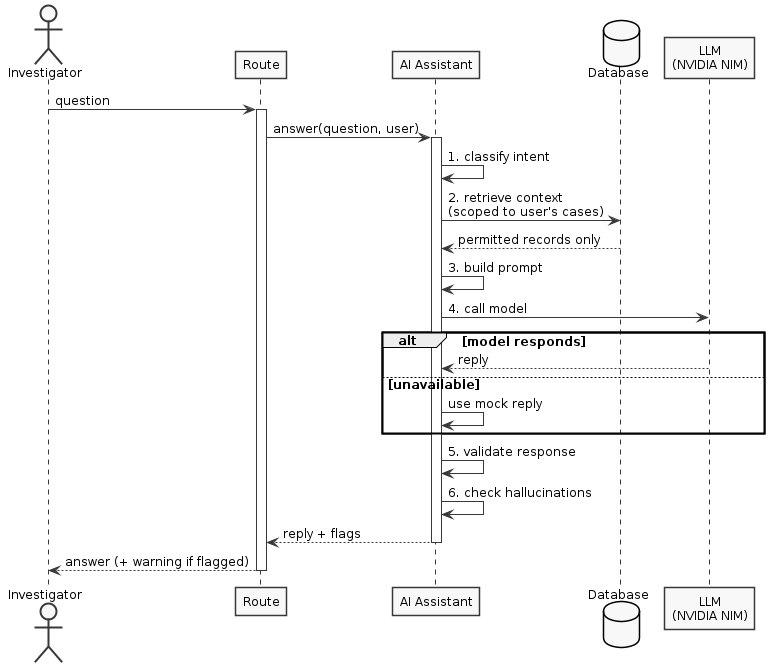 Investigator
Route
AI Assistant
Database
LLM
(NVIDIA NIM)
question
answer(question, user)
1. classify intent
2. retrieve context
(scoped to user's cases)
permitted records only
3. build prompt
4. call model
alt
[model responds]
reply
[unavailable]
use mock reply
5. validate response
6. check hallucinations
reply + flags
answer (+ warning if flagged)
Investigator
Route
AI Assistant
Database
LLM
(NVIDIA NIM)